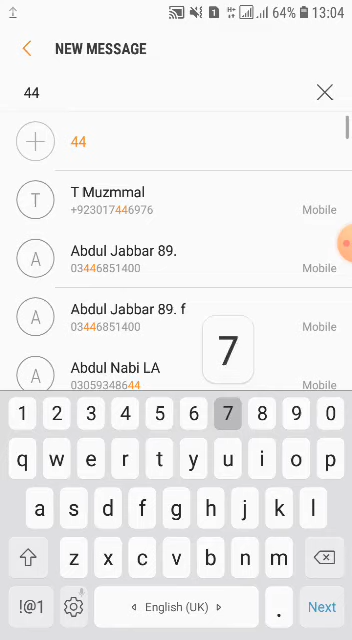 64% 13:04
NEW MESSAGE
44
44
T
T Muzmmal
+923017446976
Mobile
A
Abdul Jabbar 89.
03446851400
Mobile
A
Abdul Jabbar 89. f
03446851400
Mobile
A
Abdul Nabi LA
03059348644
Mobile
7
1 2 3 4 5 6 7 8 9 0
q w e r t y u i o p
a s d f g h j k l
z x c v b n m
!@1
English (UK)
.
Next